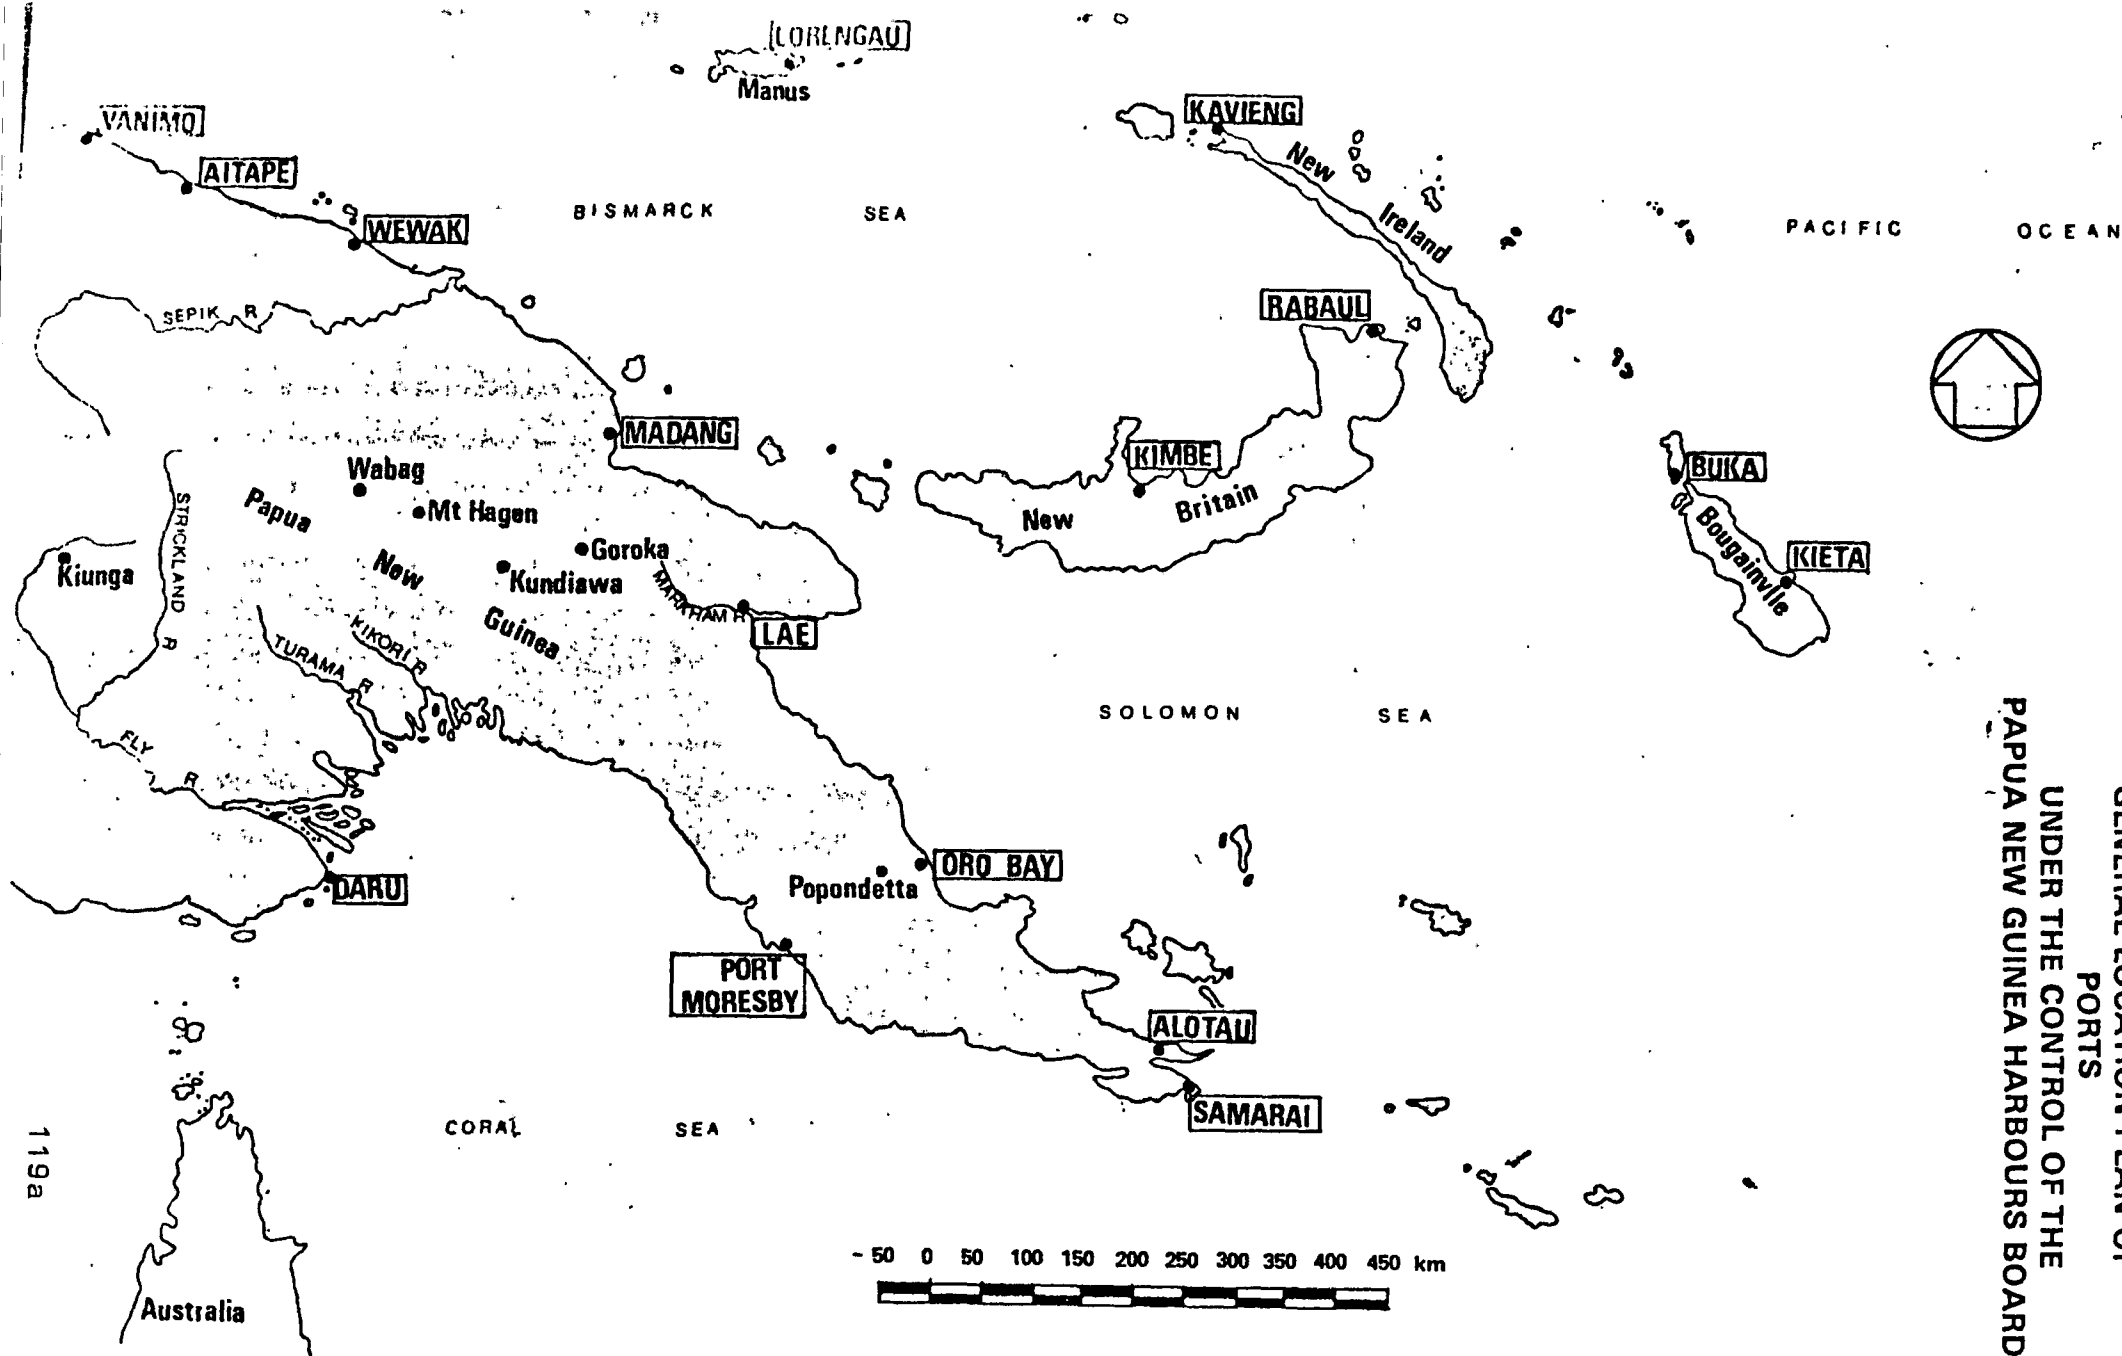 LORENGAU
Manus
VANIMO
AITAPE
WEWAK
KAVIENG
New
Ireland
BISMARCK SEA
PACIFIC OCEAN
SEPIK R
RABAUL
MADANG
KIMBE
New Britain
BUKA
Bougainvlle
KIETA
Wabag
Mt Hagen
Papua
New
Guinea
Goroka
Kundiawa
Kiunga
STRICKLAND R
MARKHAM R
LAE
KIKORI R
TURAMA R
FLY R
SOLOMON SEA
DARU
Popondetta
ORO BAY
PORT
MORESBY
ALOTAU
SAMARAI
CORAL SEA
Australia
- 50 0 50 100 150 200 250 300 350 400 450 km
GENERAL LOCATION PLAN OF
PORTS
UNDER THE CONTROL OF THE
PAPUA NEW GUINEA HARBOURS BOARD
119a